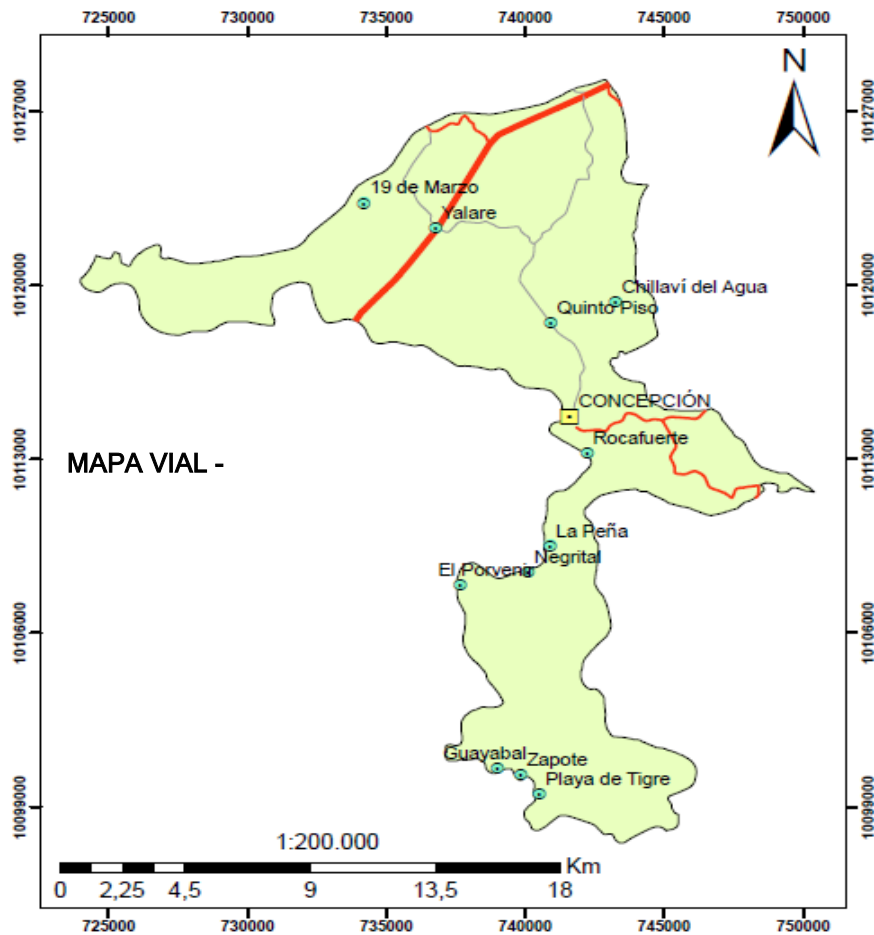 725000 730000 735000 740000 745000 750000
N
10127000 10127000
19 de Marzo
Yalare
10120000 10120000
Chillaví del Agua
Quinto Piso
CONCEPCIÓN
Rocafuerte
10113000 10113000
MAPA VIAL -
La Peña
Negrital
El Porvenir
10106000 10106000
Guayabal
Zapote
Playa de Tigre
10099000 10099000
1:200.000
Km
0 2,25 4,5 9 13,5 18
725000 730000 735000 740000 745000 750000